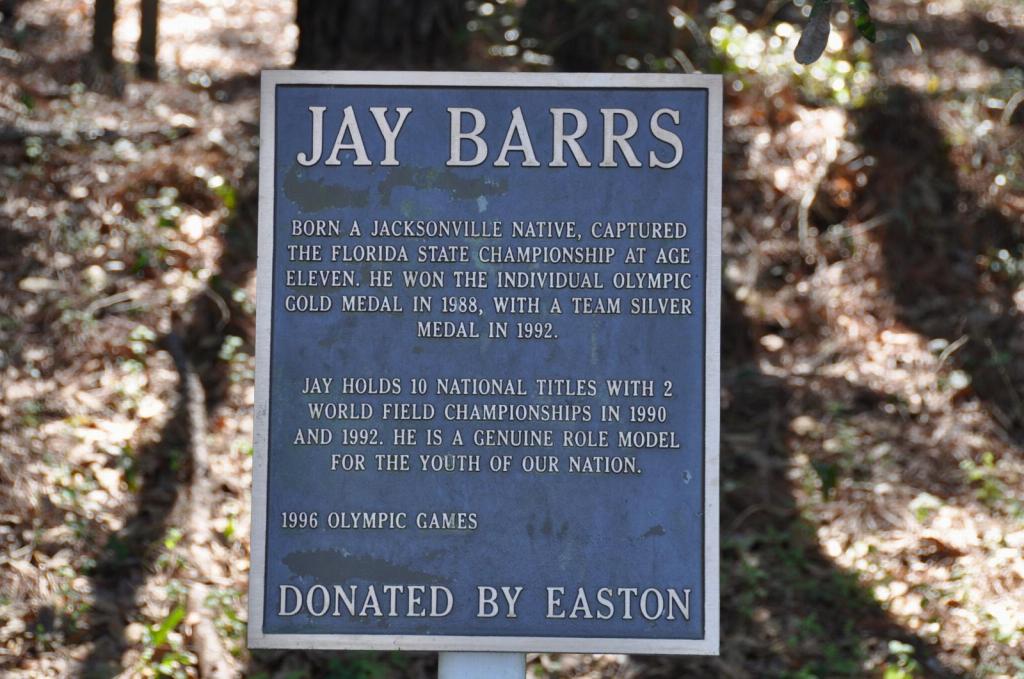 JAY BARRS
BORN A JACKSONVILLE NATIVE, CAPTURED
THE FLORIDA STATE CHAMPIONSHIP AT AGE
ELEVEN. HE WON THE INDIVIDUAL OLYMPIC
GOLD MEDAL IN 1988, WITH A TEAM SILVER
MEDAL IN 1992.
JAY HOLDS 10 NATIONAL TITLES WITH 2
WORLD FIELD CHAMPIONSHIPS IN 1990
AND 1992. HE IS A GENUINE ROLE MODEL
FOR THE YOUTH OF OUR NATION.
1996 OLYMPIC GAMES
DONATED BY EASTON